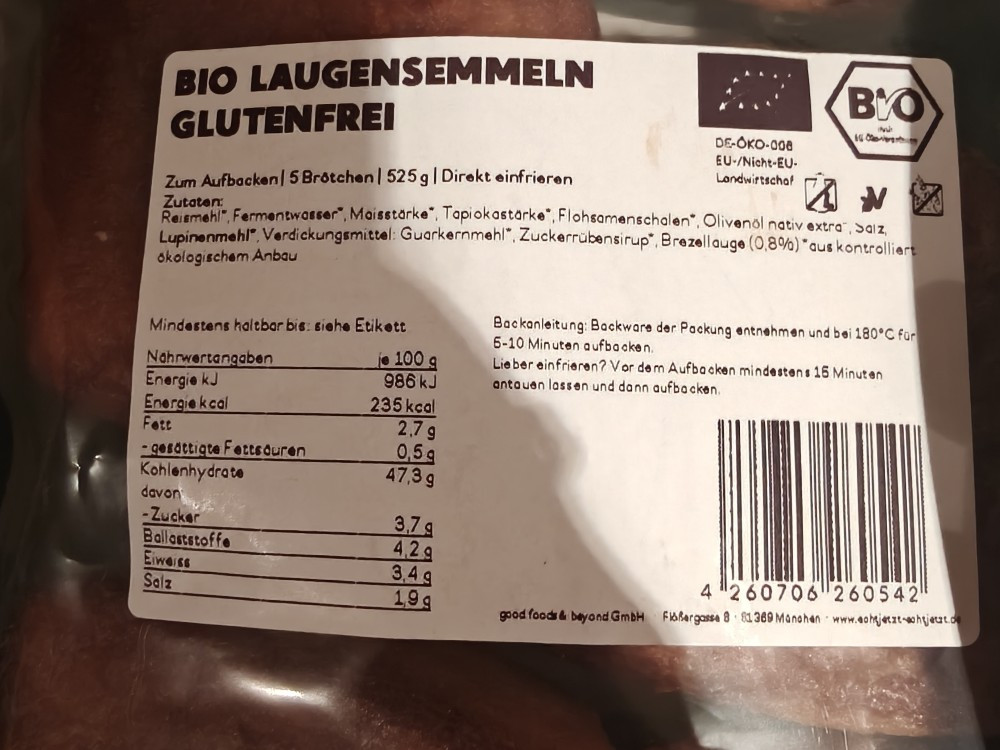 BIO LAUGENSEMMELN
GLUTENFREI
Zum Aufbacken | 5 Brötchen | 525 g | Direkt einfrieren
Zutaten:
Reismehl*, Fermentwasser*, Maisstärke*, Tapiokastärke*, Flohsamenschalen*, Olivenöl nativ extra*, Salz,
Lupinenmehl*, Verdickungsmittel: Guarkernmehl*, Zuckerrübensirup*, Brezellauge (0,8%) *aus kontrolliert
ökologischem Anbau
BIO
nach
DE-ÖKO-006
EU-/Nicht-EU-
Landwirtschaf
Mindestens haltbar bis: siehe Etikett
Nährwertangaben je 100 g
Energie kJ 986 kJ
Energie kcal 235 kcal
Fett 2,7 g
- gesättigte Fettsäuren 0,5 g
Kohlenhydrate 47,3 g
davon
- Zucker 3,7 g
Ballaststoffe 4,2 g
Eiweiss 3,4 g
Salz 1,9 g
Backanleitung: Backware der Packung entnehmen und bei 180°C für
5-10 Minuten aufbacken.
Lieber einfrieren? Vor dem Aufbacken mindestens 15 Minuten
antauen lassen und dann aufbacken.
4 260706 260542
good foods & beyond GmbH · Flößergasse 8 · 81369 München · www.echtjetzt-echtjetzt.de